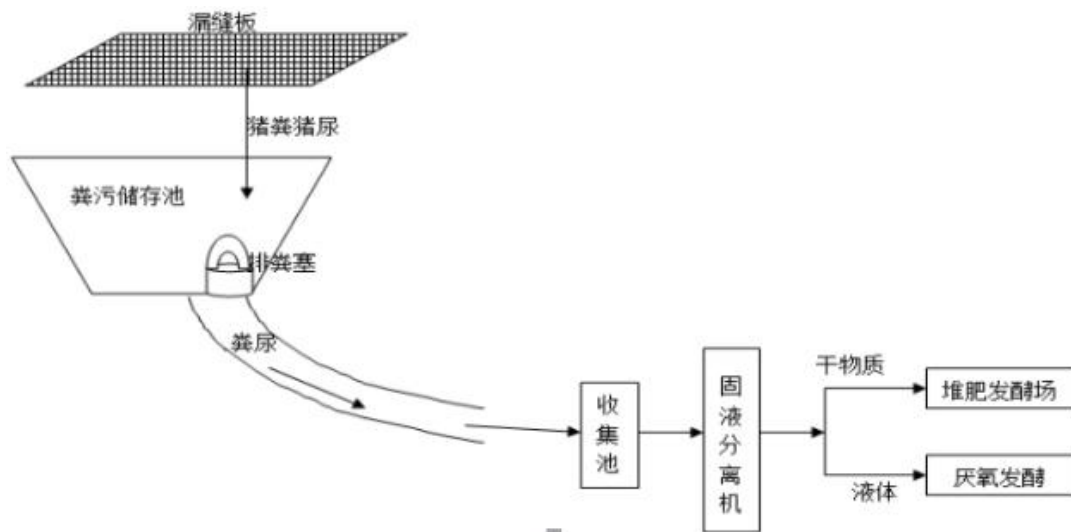 漏缝板
猪粪猪尿
粪污储存池
排粪塞
粪尿
收集池
固液分离机
干物质
堆肥发酵场
液体
厌氧发酵